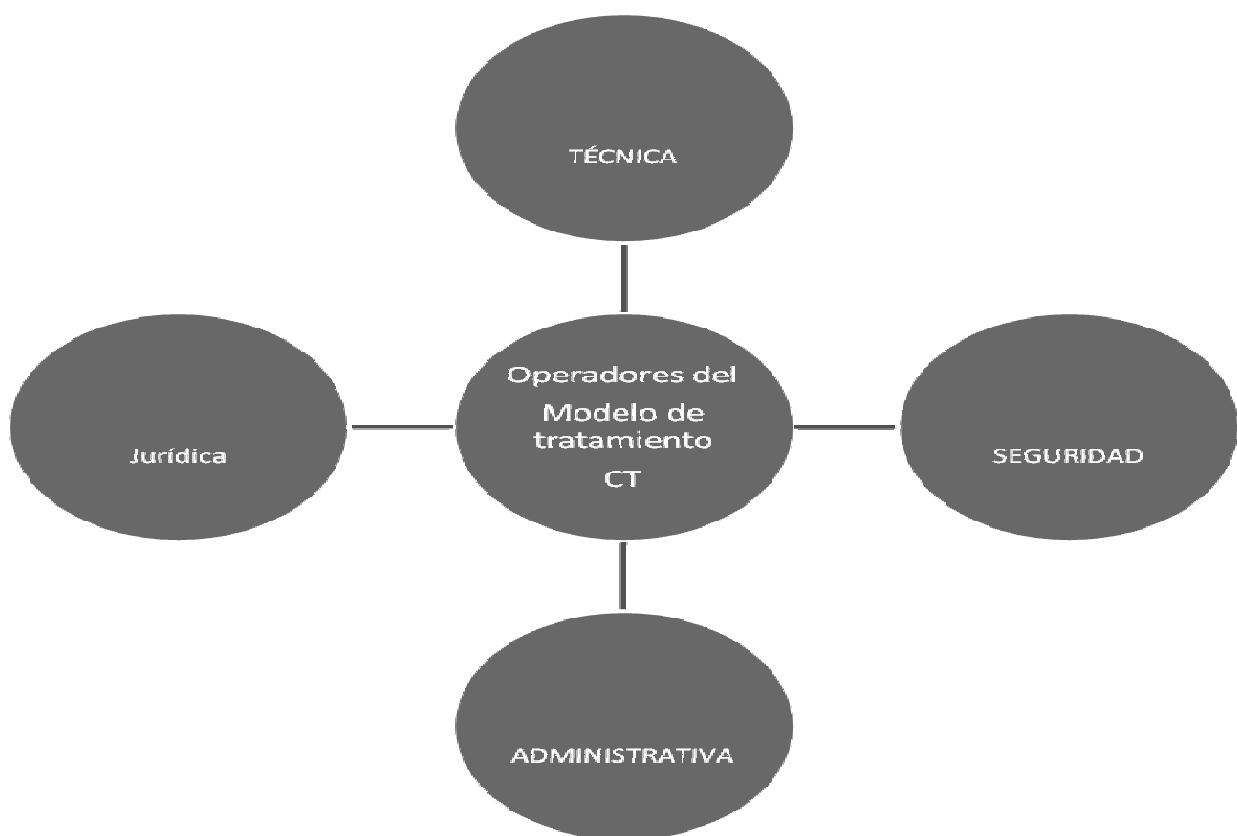 TÉCNICA
Jurídica
Operadores del
Modelo de
tratamiento
CT
SEGURIDAD
ADMINISTRATIVA